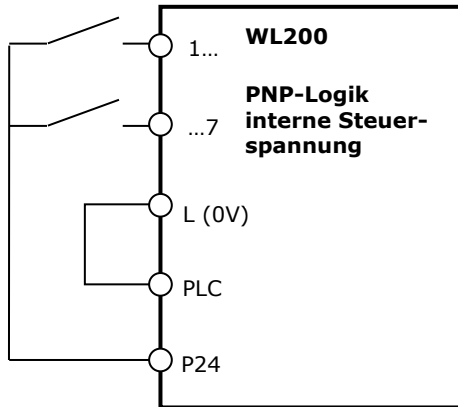 1... WL200
PNP-Logik
interne Steuer-
...7 spannung
L (0V)
PLC
P24